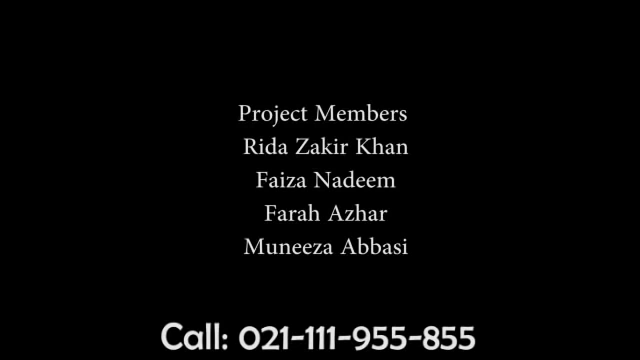 Project Members
Rida Zakir Khan
Faiza Nadeem
Farah Azhar
Muneeza Abbasi
Call: 021-111-955-855